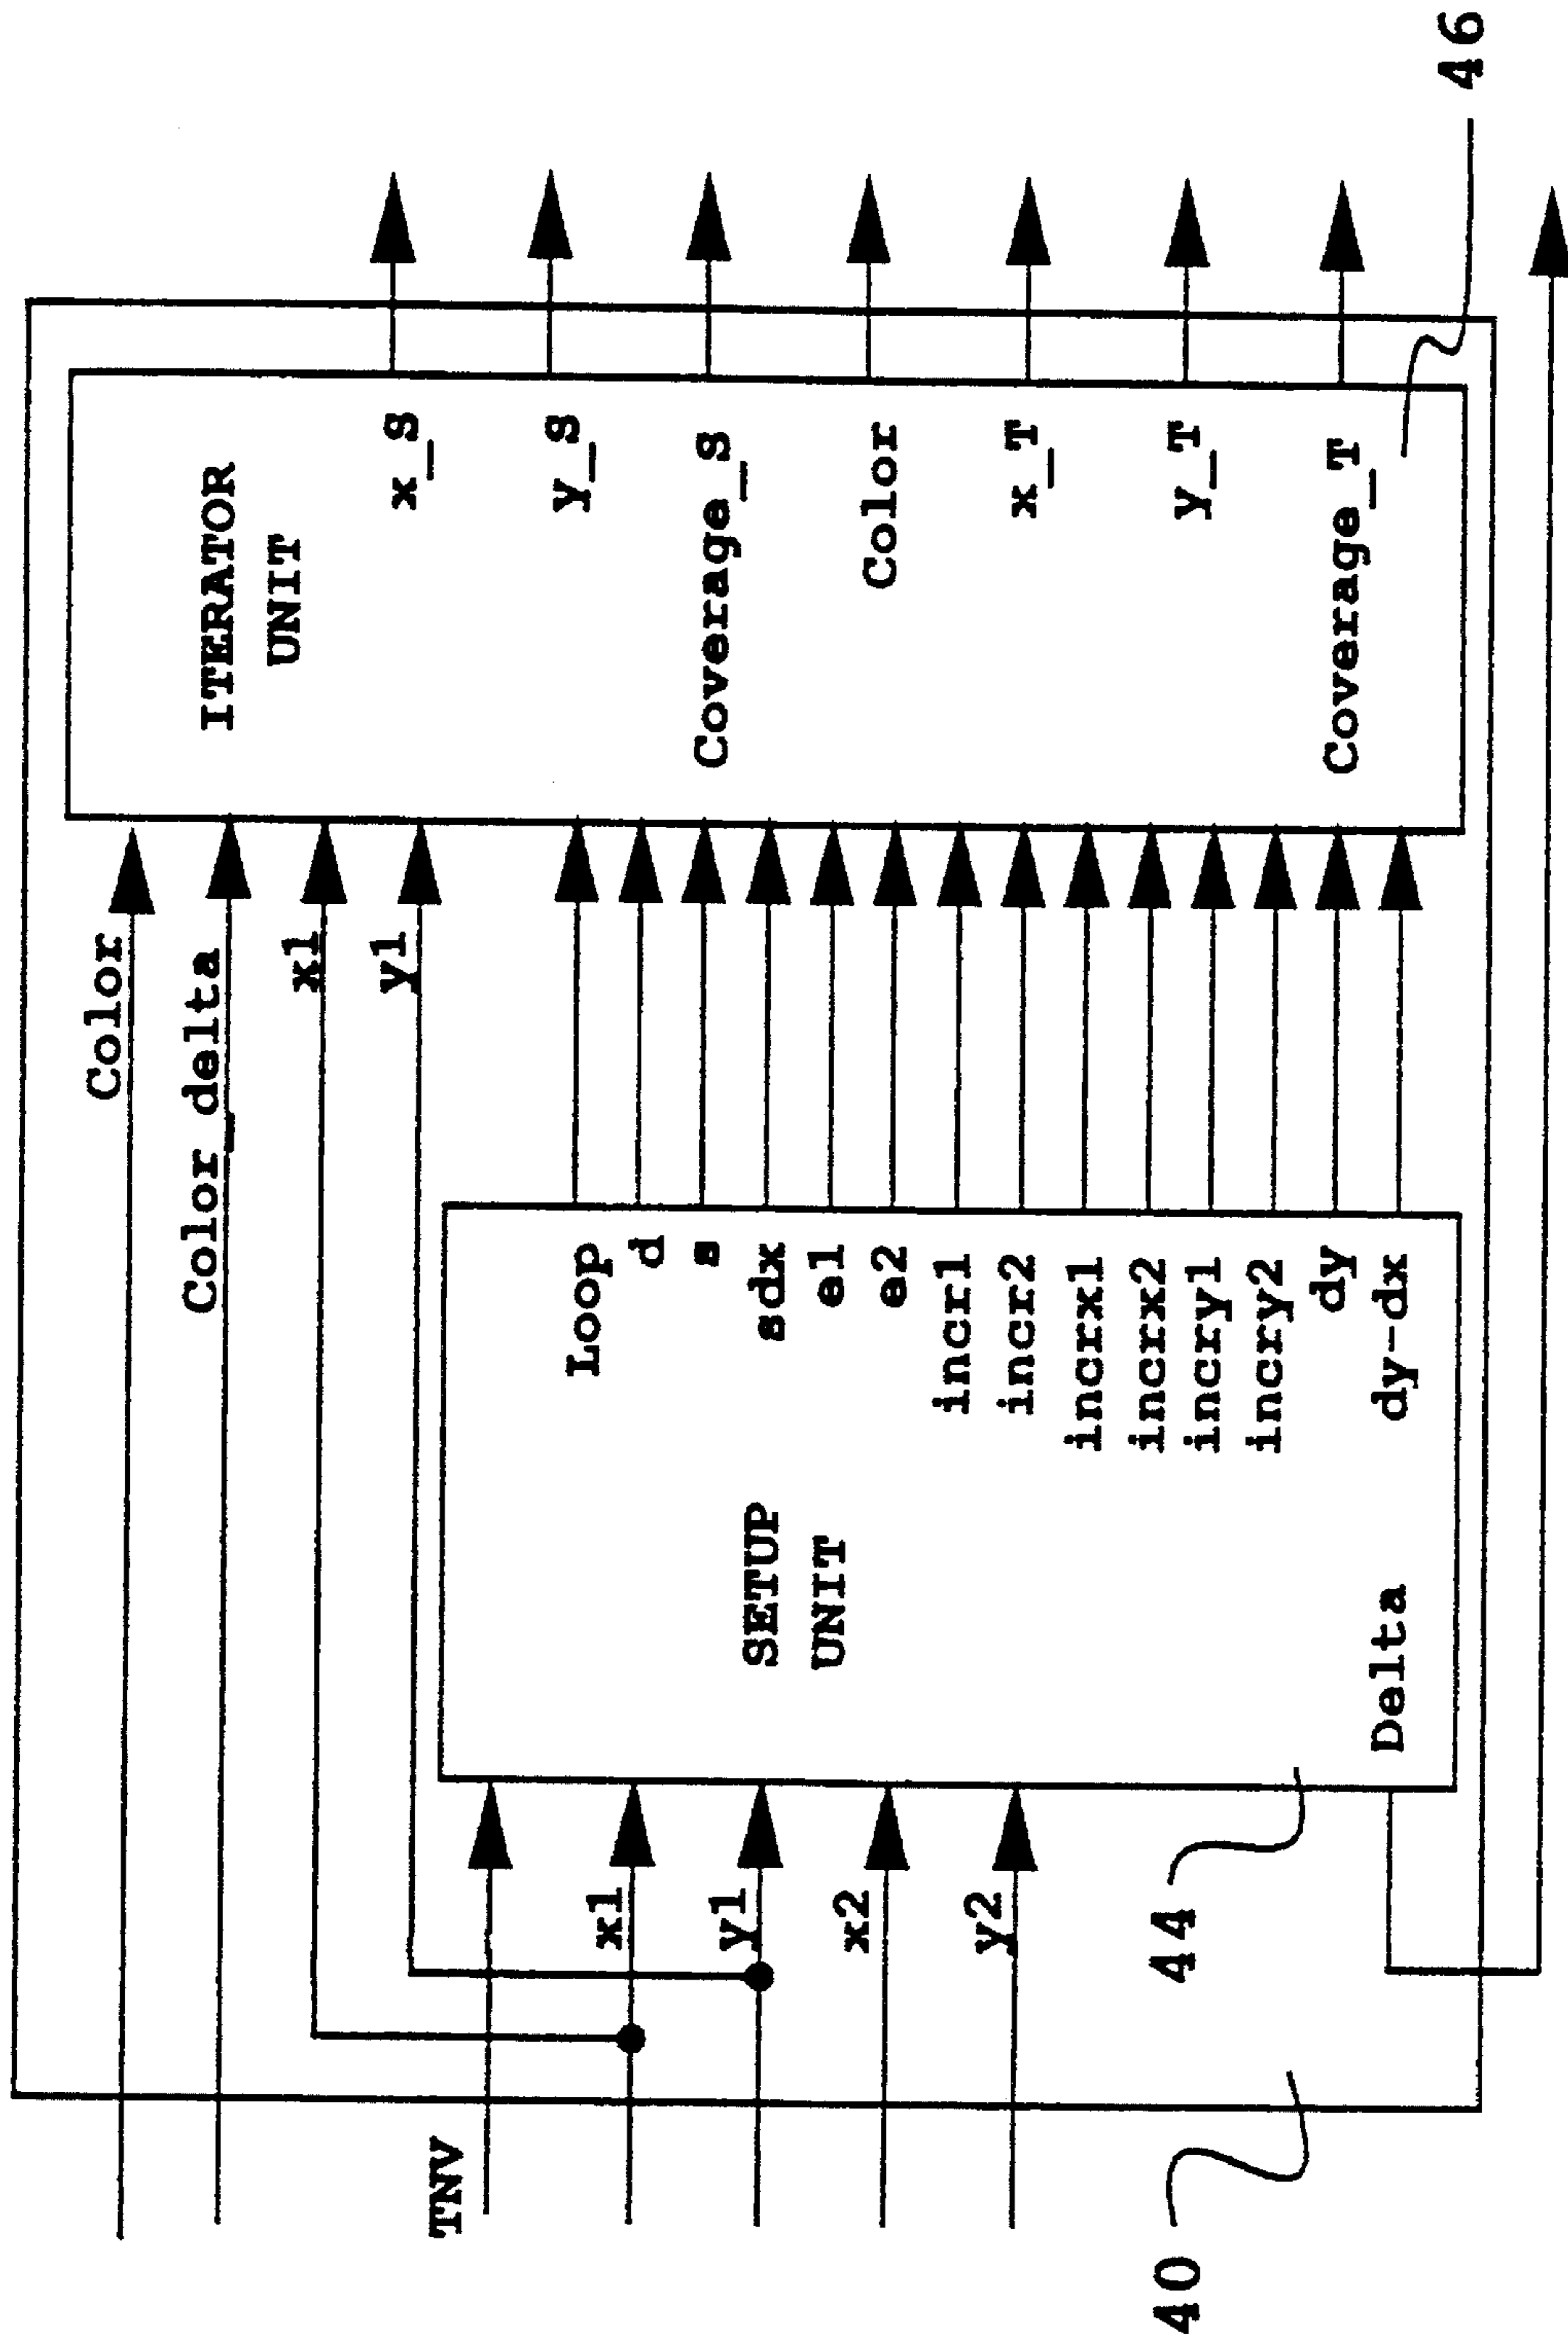 Color
Color_delta
x1
y1
TNV
x1
y1
x2
y2
SETUP
UNIT
Delta
Loop
d
s
sdx
e1
e2
incr1
incr2
incrx1
incrx2
incry1
incry2
dy
dy-dx
ITERATOR
UNIT
x_S
y_S
Coverage_S
Color
x_T
y_T
Coverage_T
40
44
46